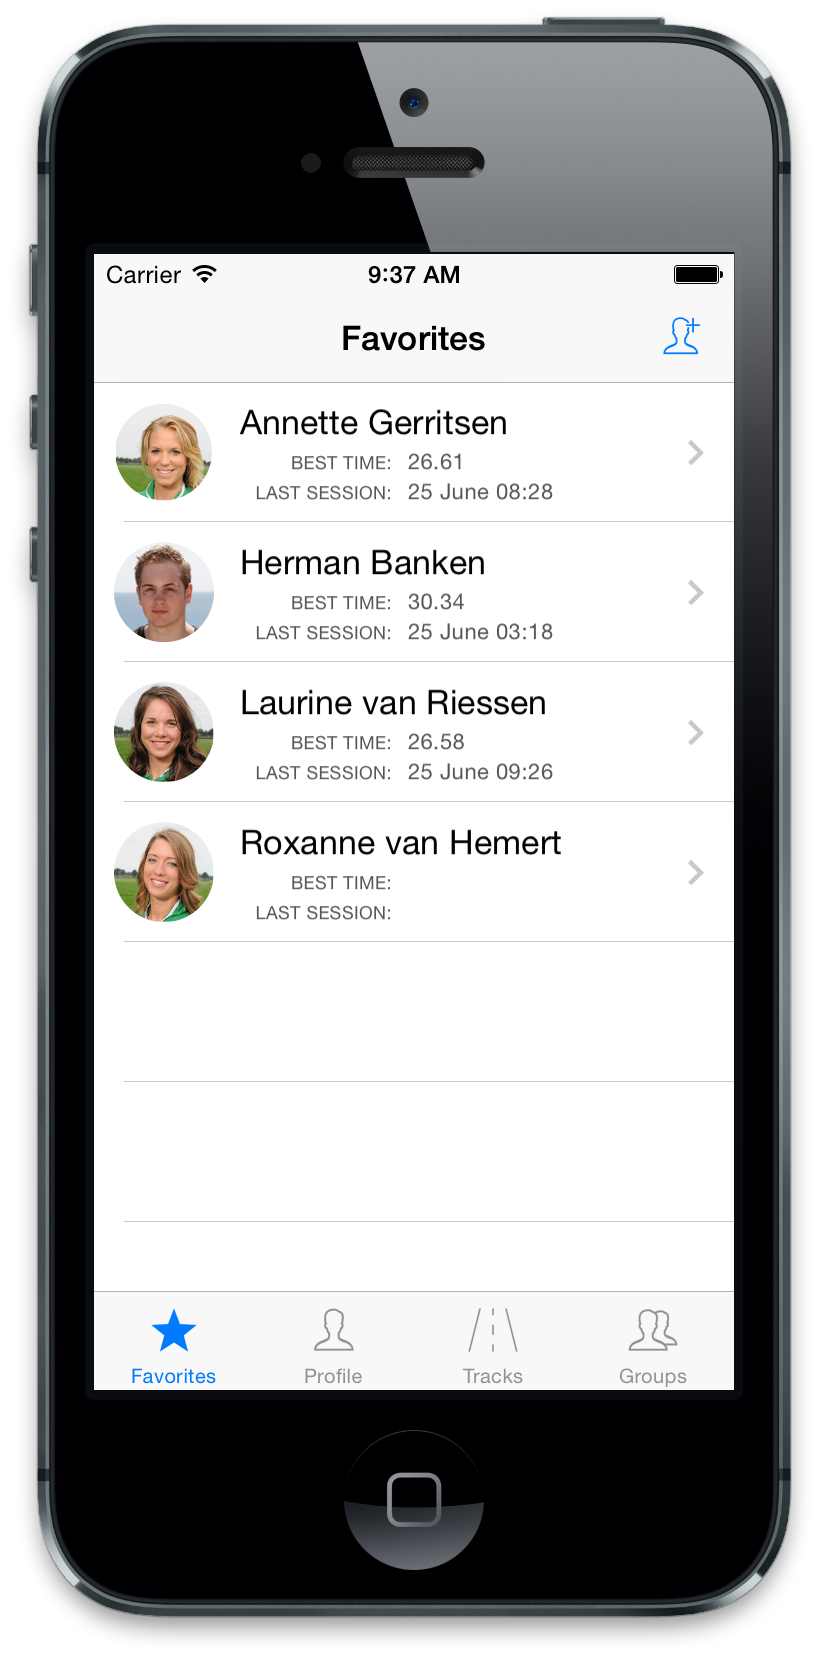 Carrier 9:37 AM
Favorites
Annette Gerritsen
BEST TIME: 26.61
LAST SESSION: 25 June 08:28
Herman Banken
BEST TIME: 30.34
LAST SESSION: 25 June 03:18
Laurine van Riessen
BEST TIME: 26.58
LAST SESSION: 25 June 09:26
Roxanne van Hemert
BEST TIME:
LAST SESSION:
Favorites Profile Tracks Groups